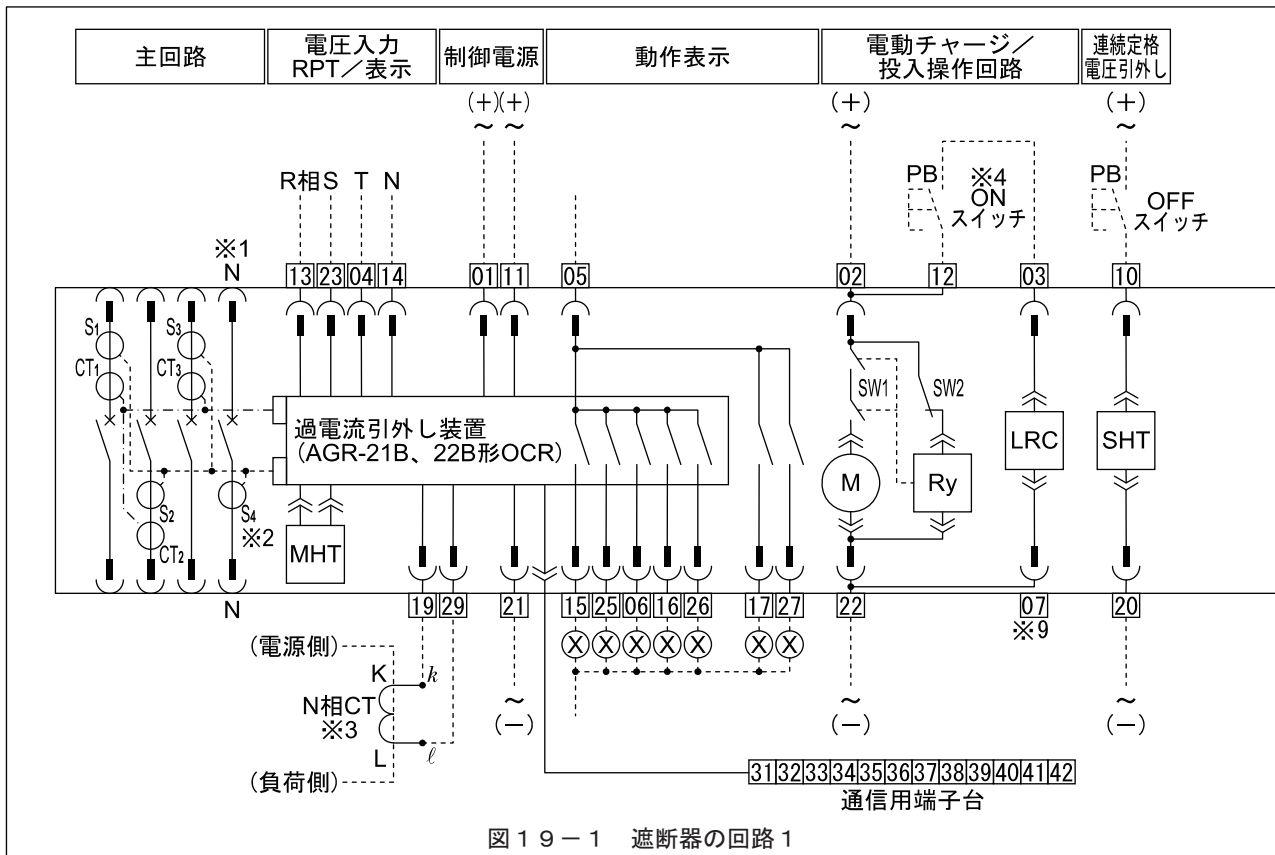 主回路
電圧入力
RPT／表示
制御電源
動作表示
電動チャージ／
投入操作回路
連続定格
電圧引外し
(+)(+)
～ ～
(+)
～
(+)
～
R相 S T N
PB
※4
ON
スイッチ
PB
OFF
スイッチ
※1
N
13 23 04 14 01 11 05 02 12 03 10
S1
CT1
S3
CT3
SW1
SW2
過電流引外し装置
(AGR-21B、22B形OCR)
LRC
SHT
M
Ry
S2
CT2
S4
※2
MHT
N
19 29 21 15 25 06 16 26 17 27 22 07 20
※9
X X X X X X X
(電源側)
K k
N相CT
※3
L ℓ
(負荷側)
～
(−)
～
(−)
～
(−)
31 32 33 34 35 36 37 38 39 40 41 42
通信用端子台
図19－1 遮断器の回路1